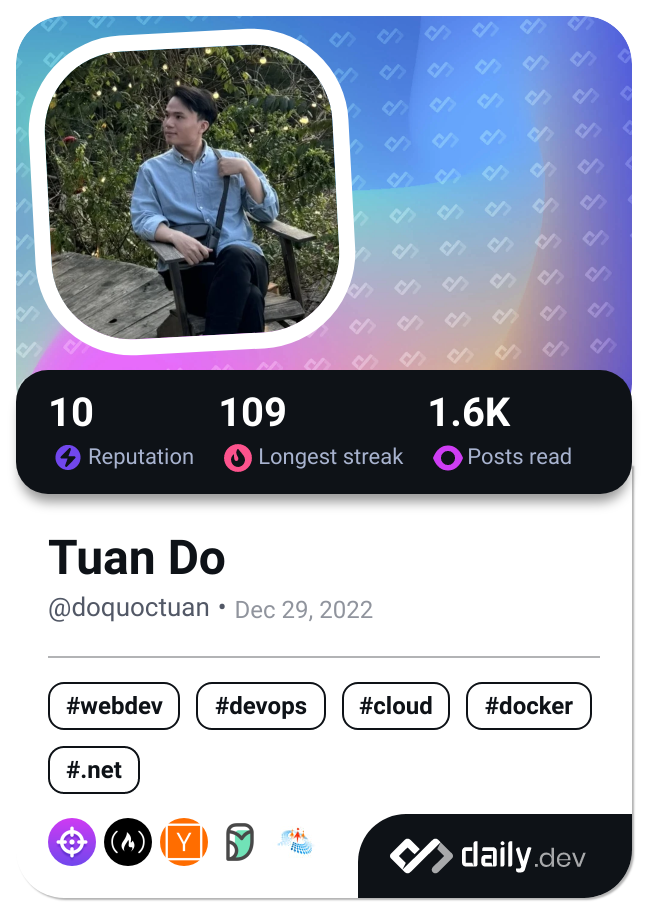 10 109 1.6K
Reputation Longest streak Posts read
Tuan Do
@doquoctuan • Dec 29, 2022
#webdev #devops #cloud #docker
#.net
Y
daily.dev